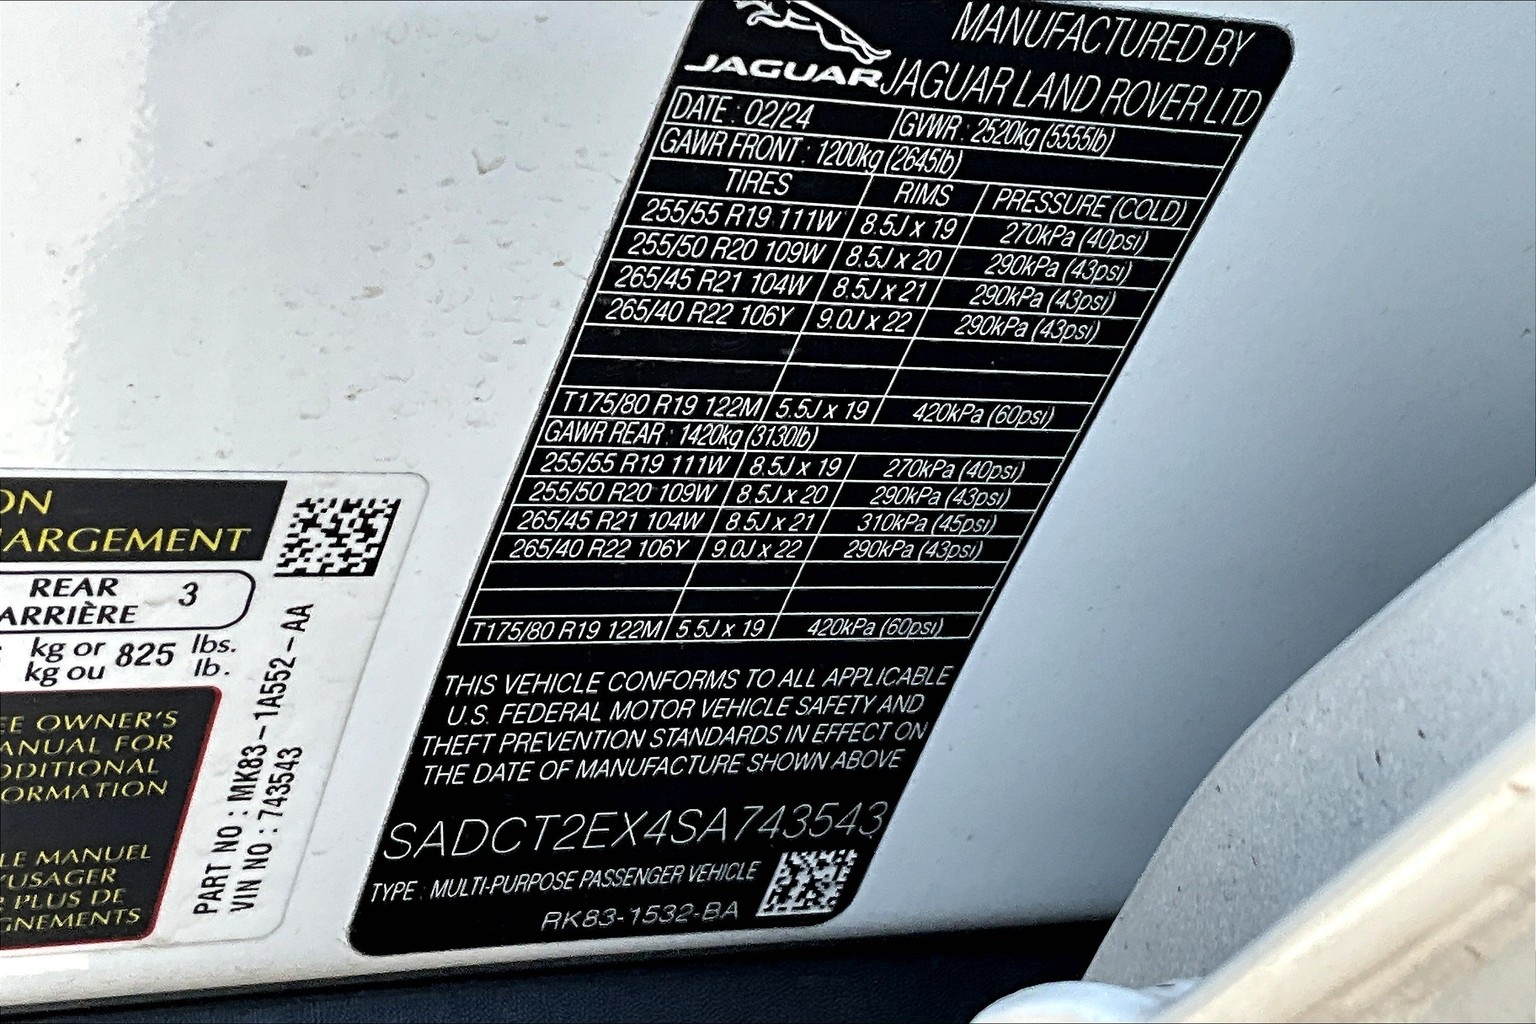 JAGUAR
MANUFACTURED BY
JAGUAR LAND ROVER LTD
DATE : 02/24 GVWR : 2520kg (5555lb)
GAWR FRONT : 1200kg (2645lb)
TIRES RIMS PRESSURE (COLD)
255/55 R19 111W 8.5J x 19 270kPa (40psi)
255/50 R20 109W 8.5J x 20 290kPa (43psi)
265/45 R21 104W 8.5J x 21 290kPa (43psi)
265/40 R22 106Y 9.0J x 22 290kPa (43psi)
T175/80 R19 122M 5.5J x 19 420kPa (60psi)
GAWR REAR : 1420kg (3130lb)
255/55 R19 111W 8.5J x 19 270kPa (40psi)
255/50 R20 109W 8.5J x 20 290kPa (43psi)
265/45 R21 104W 8.5J x 21 310kPa (45psi)
265/40 R22 106Y 9.0J x 22 290kPa (43psi)
T175/80 R19 122M 5.5J x 19 420kPa (60psi)
THIS VEHICLE CONFORMS TO ALL APPLICABLE
U.S. FEDERAL MOTOR VEHICLE SAFETY AND
THEFT PREVENTION STANDARDS IN EFFECT ON
THE DATE OF MANUFACTURE SHOWN ABOVE
SADCT2EX4SA743543
TYPE : MULTI-PURPOSE PASSENGER VEHICLE
RK83-1532-BA
ON
ARGEMENT
REAR 3
ARRIÈRE
kg or 825 lbs.
kg ou lb.
EE OWNER'S
ANUAL FOR
DDITIONAL
ORMATION
LE MANUEL
'USAGER
R PLUS DE
GNEMENTS
PART NO : MK83-1A552-AA
VIN NO : 743543